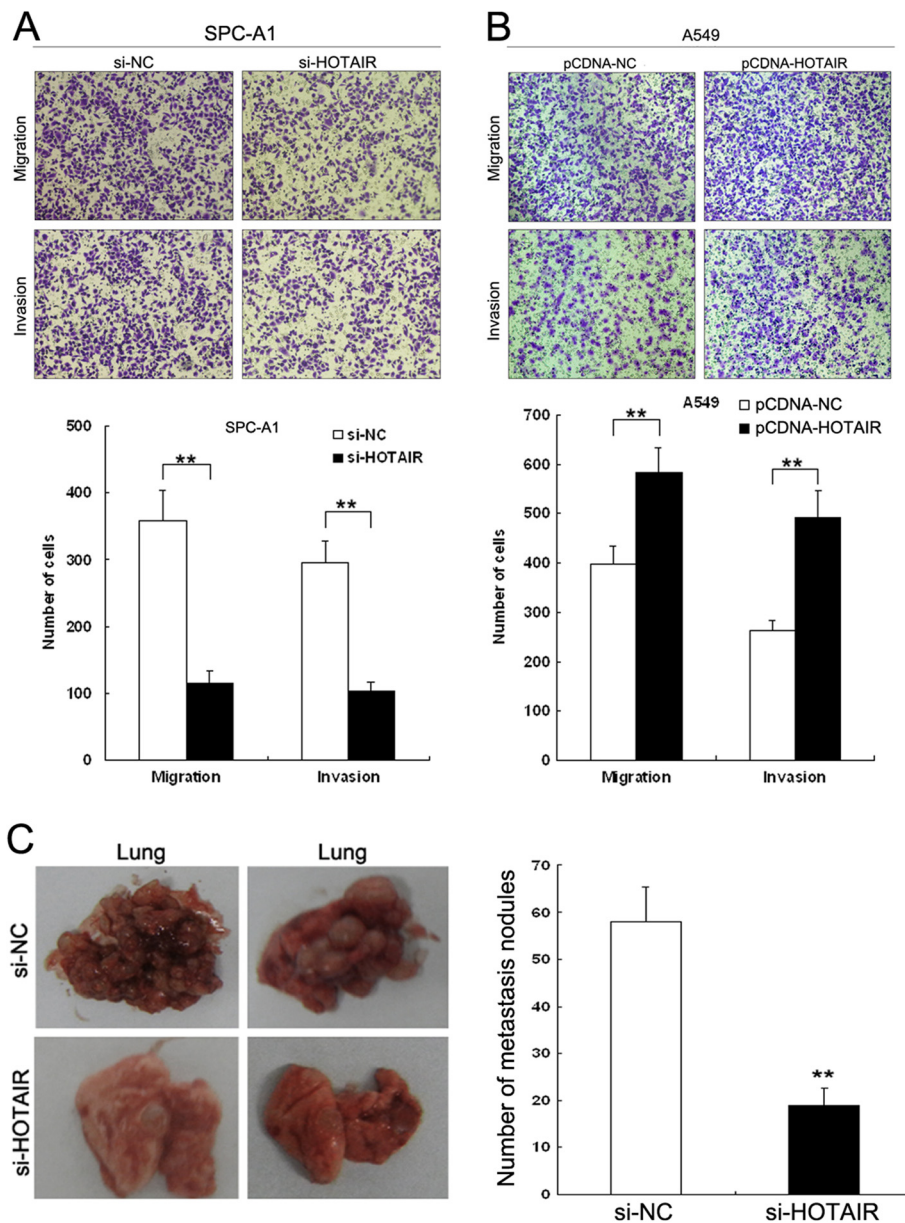 A
SPC-A1
si-NC
si-HOTAIR
Migration
Invasion
B
A549
pCDNA-NC
pCDNA-HOTAIR
Migration
Invasion
500
400
300
200
100
0
Number of cells
SPC-A1
si-NC
si-HOTAIR
**
**
Migration
Invasion
700
600
500
400
300
200
100
0
Number of cells
A549
pCDNA-NC
pCDNA-HOTAIR
**
**
Migration
Invasion
C
Lung
Lung
si-NC
si-HOTAIR
70
60
50
40
30
20
10
0
Number of metastasis nodules
**
si-NC
si-HOTAIR